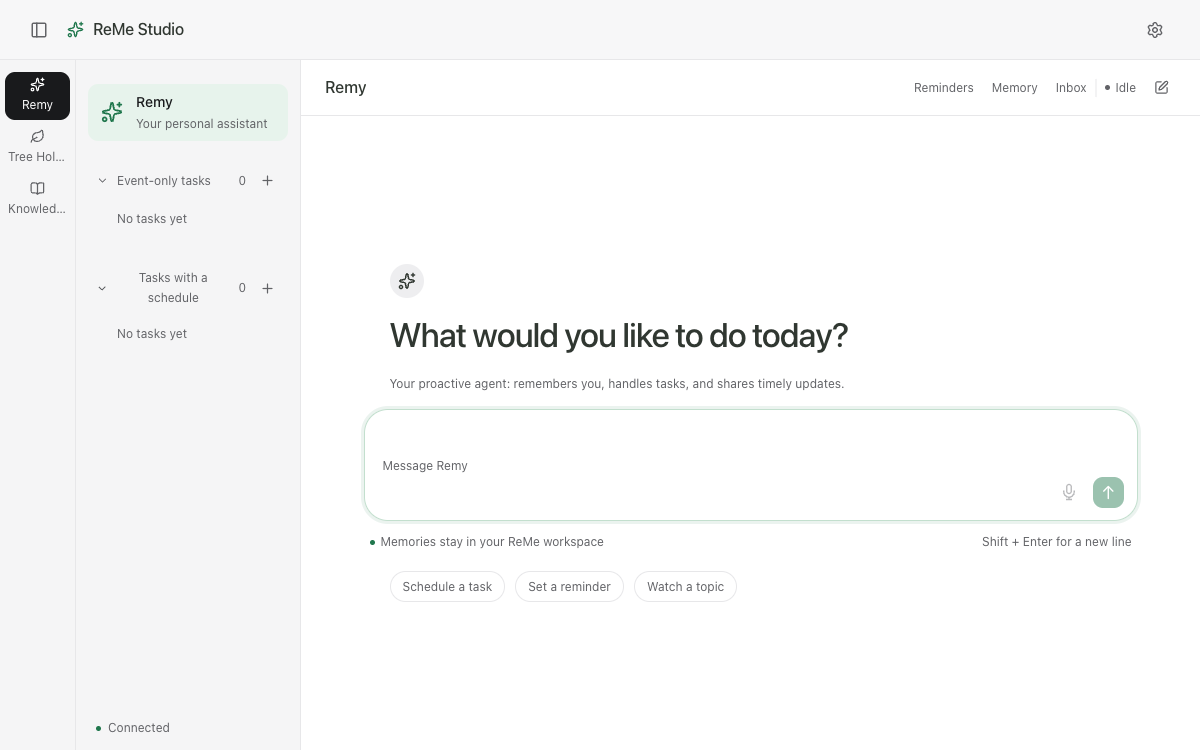 ReMe Studio
Remy
Tree Hol...
Knowled...
Remy
Your personal assistant
Event-only tasks 0
No tasks yet
Tasks with a
schedule
0
No tasks yet
Connected
Remy
Reminders Memory Inbox Idle
What would you like to do today?
Your proactive agent: remembers you, handles tasks, and shares timely updates.
Message Remy
Memories stay in your ReMe workspace
Shift + Enter for a new line
Schedule a task
Set a reminder
Watch a topic